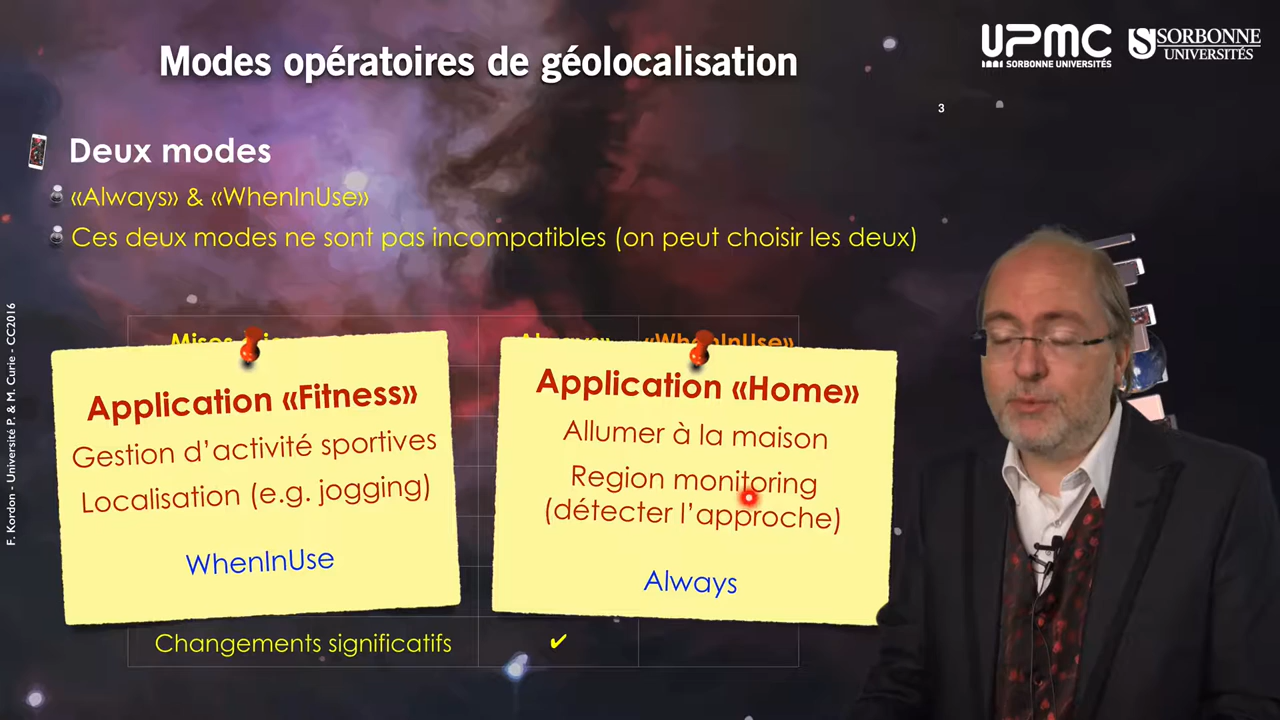 Modes opératoires de géolocalisation
UPMC
SORBONNE UNIVERSITÉS
SORBONNE
UNIVERSITÉS
3
Deux modes
«Always» & «WhenInUse»
Ces deux modes ne sont pas incompatibles (on peut choisir les deux)
«WhenInUse»
Application «Fitness»
Gestion d'activité sportives
Localisation (e.g. jogging)
WhenInUse
Application «Home»
Allumer à la maison
Region monitoring
(détecter l'approche)
Always
Changements significatifs ✔
F. Kordon - Université P. & M. Curie - CC2016